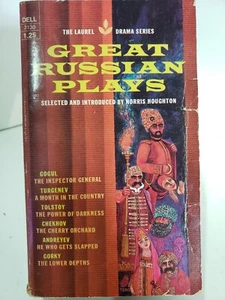 DELL
3130
1.25
THE LAUREL DRAMA SERIES
GREAT
RUSSIAN
PLAYS
SELECTED AND INTRODUCED BY NORRIS HOUGHTON
GOGOL
THE INSPECTOR GENERAL
TURGENEV
A MONTH IN THE COUNTRY
TOLSTOY
THE POWER OF DARKNESS
CHEKHOV
THE CHERRY ORCHARD
ANDREYEV
HE WHO GETS SLAPPED
GORKY
THE LOWER DEPTHS